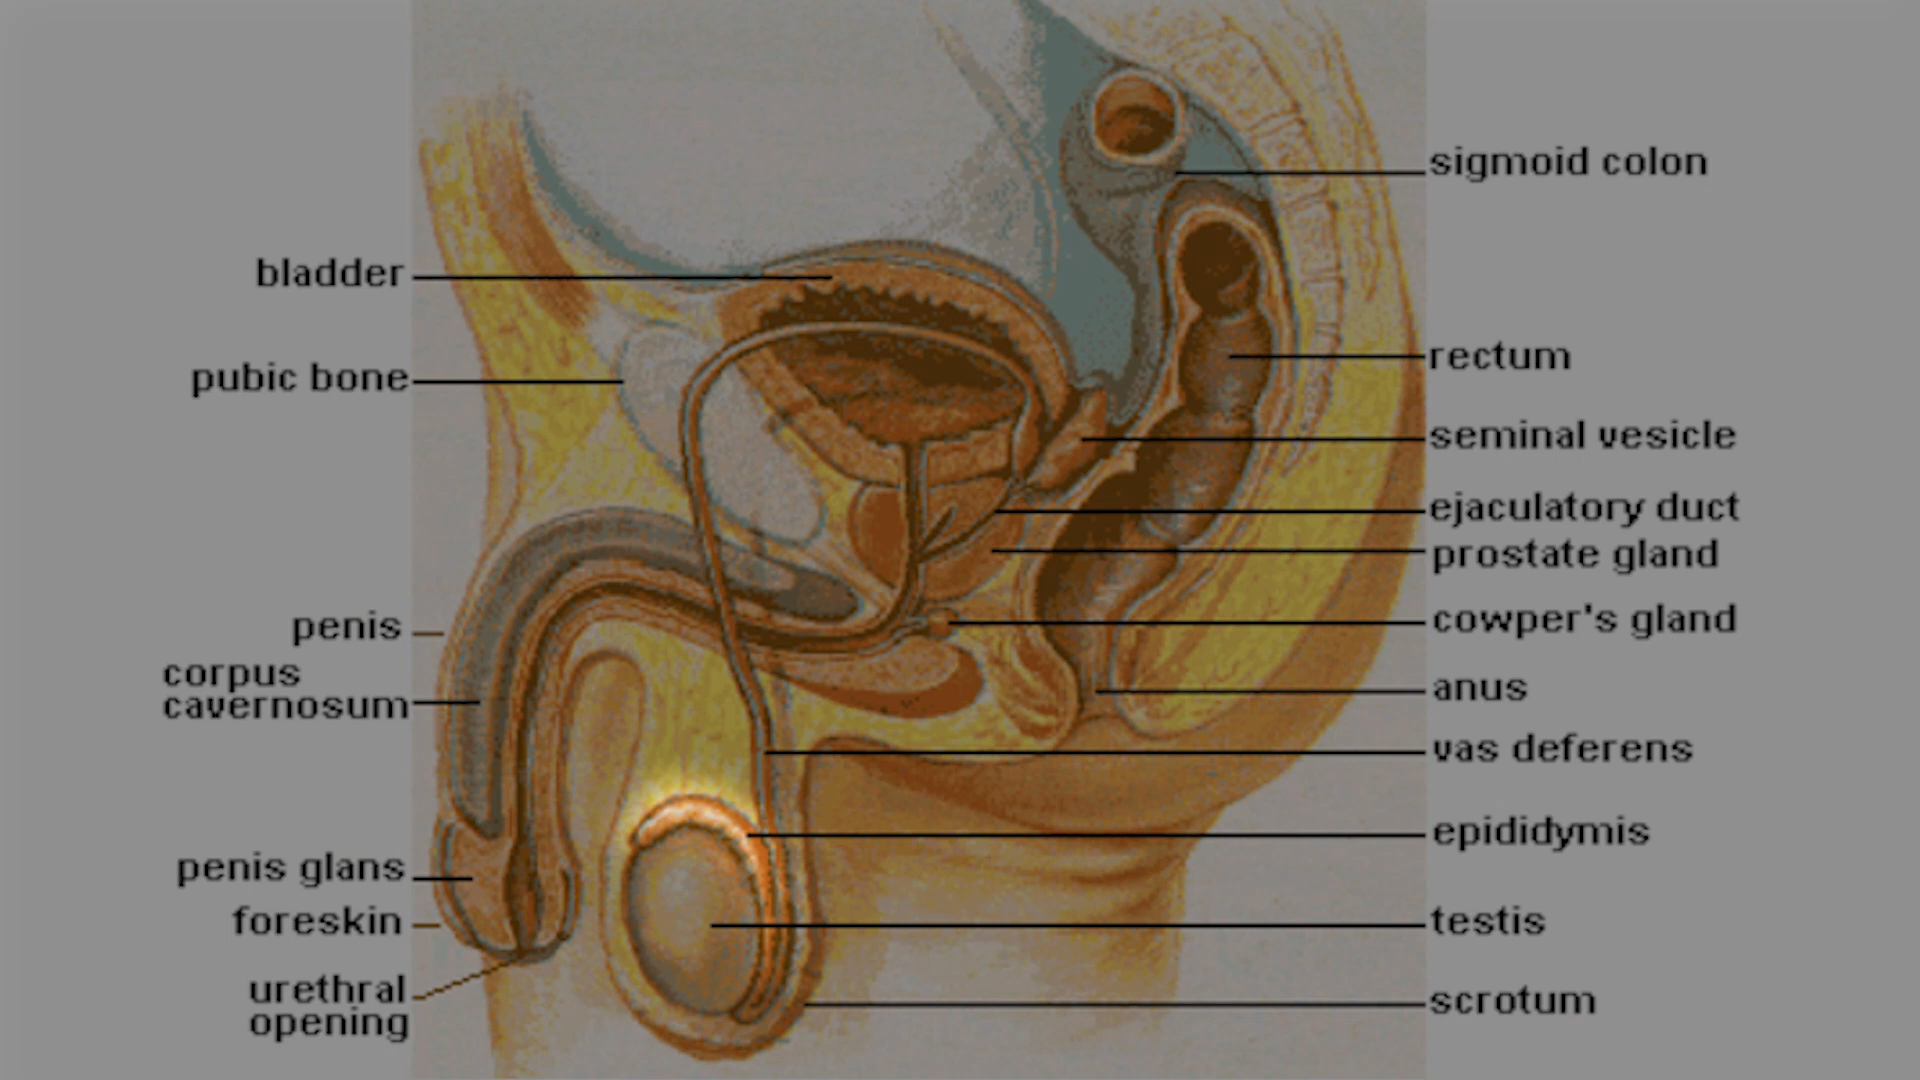 bladder
pubic bone
penis
corpus
cavernosum
penis glans
foreskin
urethral
opening
sigmoid colon
rectum
seminal vesicle
ejaculatory duct
prostate gland
cowper's gland
anus
vas deferens
epididymis
testis
scrotum